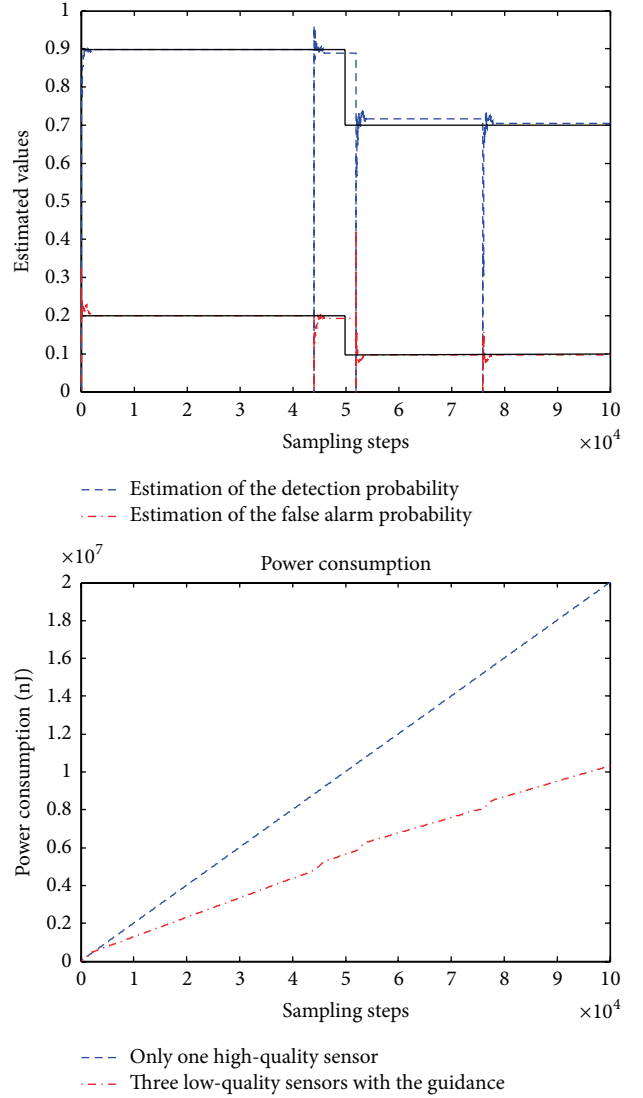 1
0.9
0.8
0.7
0.6
0.5
0.4
0.3
0.2
0.1
0
Estimated values
0 1 2 3 4 5 6 7 8 9 10
Sampling steps
×10⁴
Estimation of the detection probability
Estimation of the false alarm probability
×10⁷
Power consumption
2
1.8
1.6
1.4
1.2
1
0.8
0.6
0.4
0.2
0
Power consumption (nJ)
0 1 2 3 4 5 6 7 8 9 10
Sampling steps
×10⁴
Only one high-quality sensor
Three low-quality sensors with the guidance